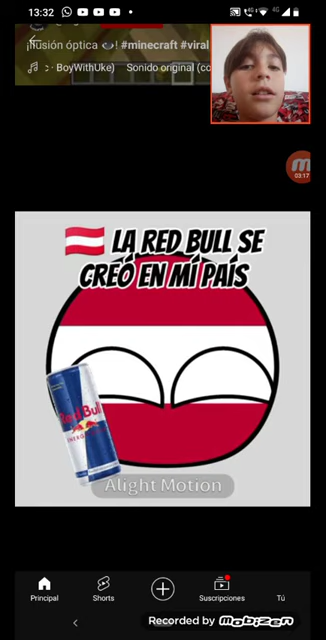 13:32
¡ilusión óptica 👁️! #minecraft #viral
♫ ɔ · BoyWithUke) Sonido original (co
03:17
🇦🇹 LA RED BULL SE
CREÓ EN MÍ PAÍS
Red Bull
Alight Motion
Principal
Shorts
Suscripciones
Tú
Recorded by mobizen